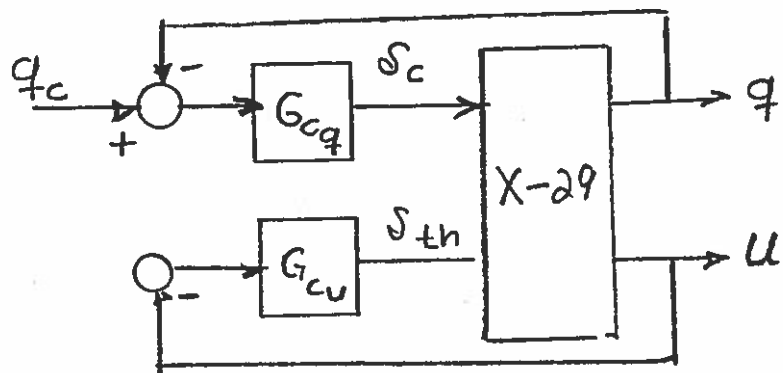 -
q_c
+
G_cq
δ_c
X-29
q
-
G_cu
δ_th
u